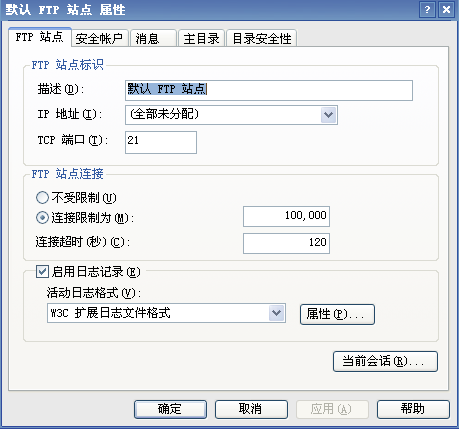 默认 FTP 站点 属性
FTP 站点 安全帐户 消息 主目录 目录安全性
FTP 站点标识
描述(D): 默认 FTP 站点
IP 地址(I): (全部未分配)
TCP 端口(T): 21
FTP 站点连接
不受限制(U)
连接限制为(M): 100,000
连接超时(秒)(C): 120
启用日志记录(E)
活动日志格式(V):
W3C 扩展日志文件格式 属性(P)...
当前会话(R)...
确定 取消 应用(A) 帮助